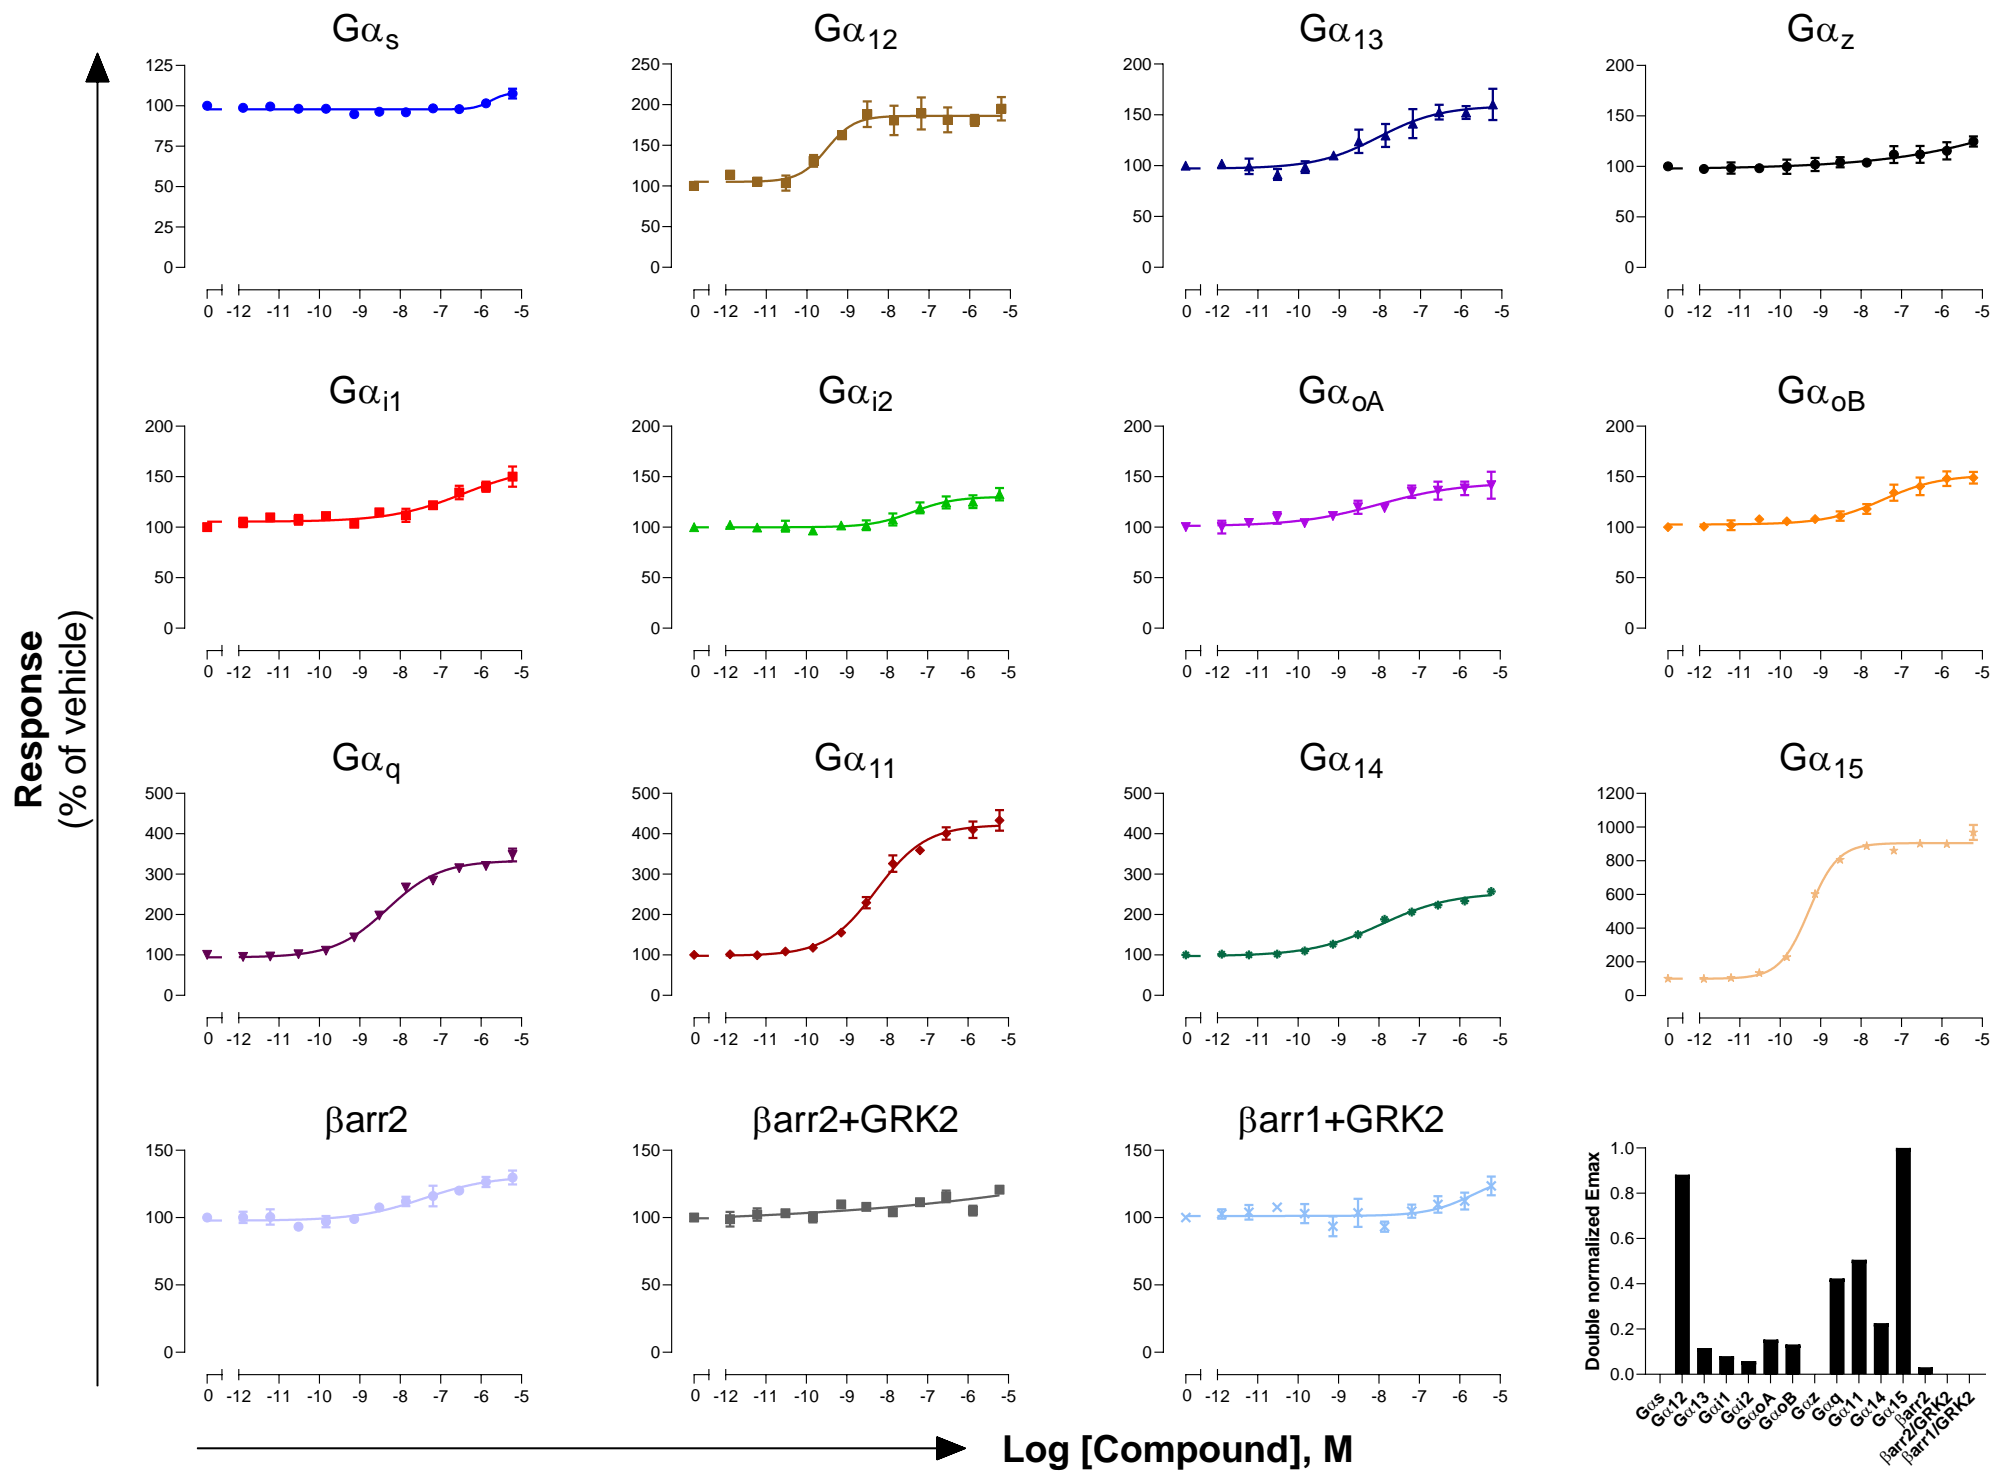 Gαs
125
100
75
50
25
0
0 -12 -11 -10 -9 -8 -7 -6 -5
Gα12
250
200
150
100
50
0
0 -12 -11 -10 -9 -8 -7 -6 -5
Gα13
200
150
100
50
0
0 -12 -11 -10 -9 -8 -7 -6 -5
Gαz
200
150
100
50
0
0 -12 -11 -10 -9 -8 -7 -6 -5
Gαi1
200
150
100
50
0
0 -12 -11 -10 -9 -8 -7 -6 -5
Gαi2
200
150
100
50
0
0 -12 -11 -10 -9 -8 -7 -6 -5
GαoA
200
150
100
50
0
0 -12 -11 -10 -9 -8 -7 -6 -5
GαoB
200
150
100
50
0
0 -12 -11 -10 -9 -8 -7 -6 -5
Response
(% of vehicle)
Gαq
500
400
300
200
100
0
0 -12 -11 -10 -9 -8 -7 -6 -5
Gα11
500
400
300
200
100
0
0 -12 -11 -10 -9 -8 -7 -6 -5
Gα14
500
400
300
200
100
0
0 -12 -11 -10 -9 -8 -7 -6 -5
Gα15
1200
1000
800
600
400
200
0
0 -12 -11 -10 -9 -8 -7 -6 -5
βarr2
150
100
50
0
0 -12 -11 -10 -9 -8 -7 -6 -5
βarr2+GRK2
150
100
50
0
0 -12 -11 -10 -9 -8 -7 -6 -5
βarr1+GRK2
150
100
50
0
0 -12 -11 -10 -9 -8 -7 -6 -5
Double normalized Emax
1.0
0.8
0.6
0.4
0.2
0.0
Gαs
Gα12
Gα13
Gαi1
Gαi2
GαoA
GαoB
Gαz
Gαq
Gα11
Gα14
Gα15
βarr2
βarr2/GRK2
βarr1/GRK2
Log [Compound], M